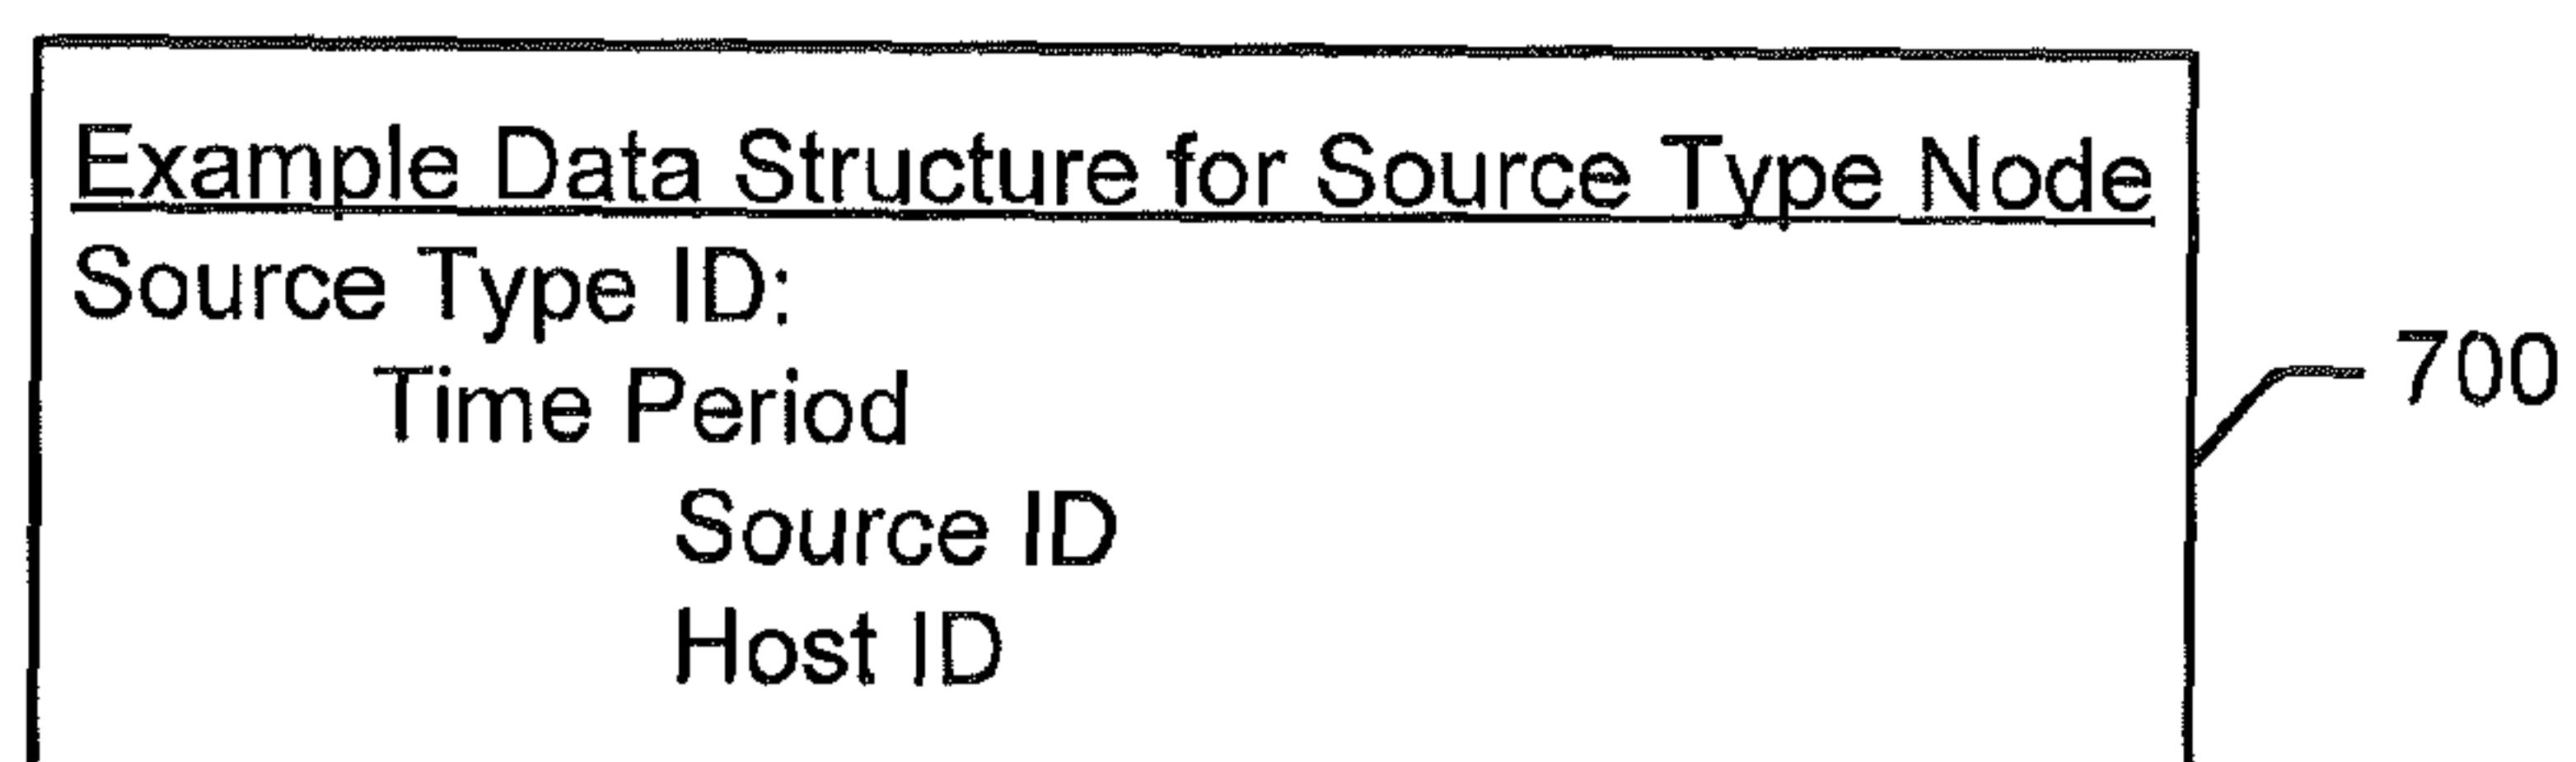 Example Data Structure for Source Type Node
Source Type ID:
Time Period
Source ID
Host ID
700